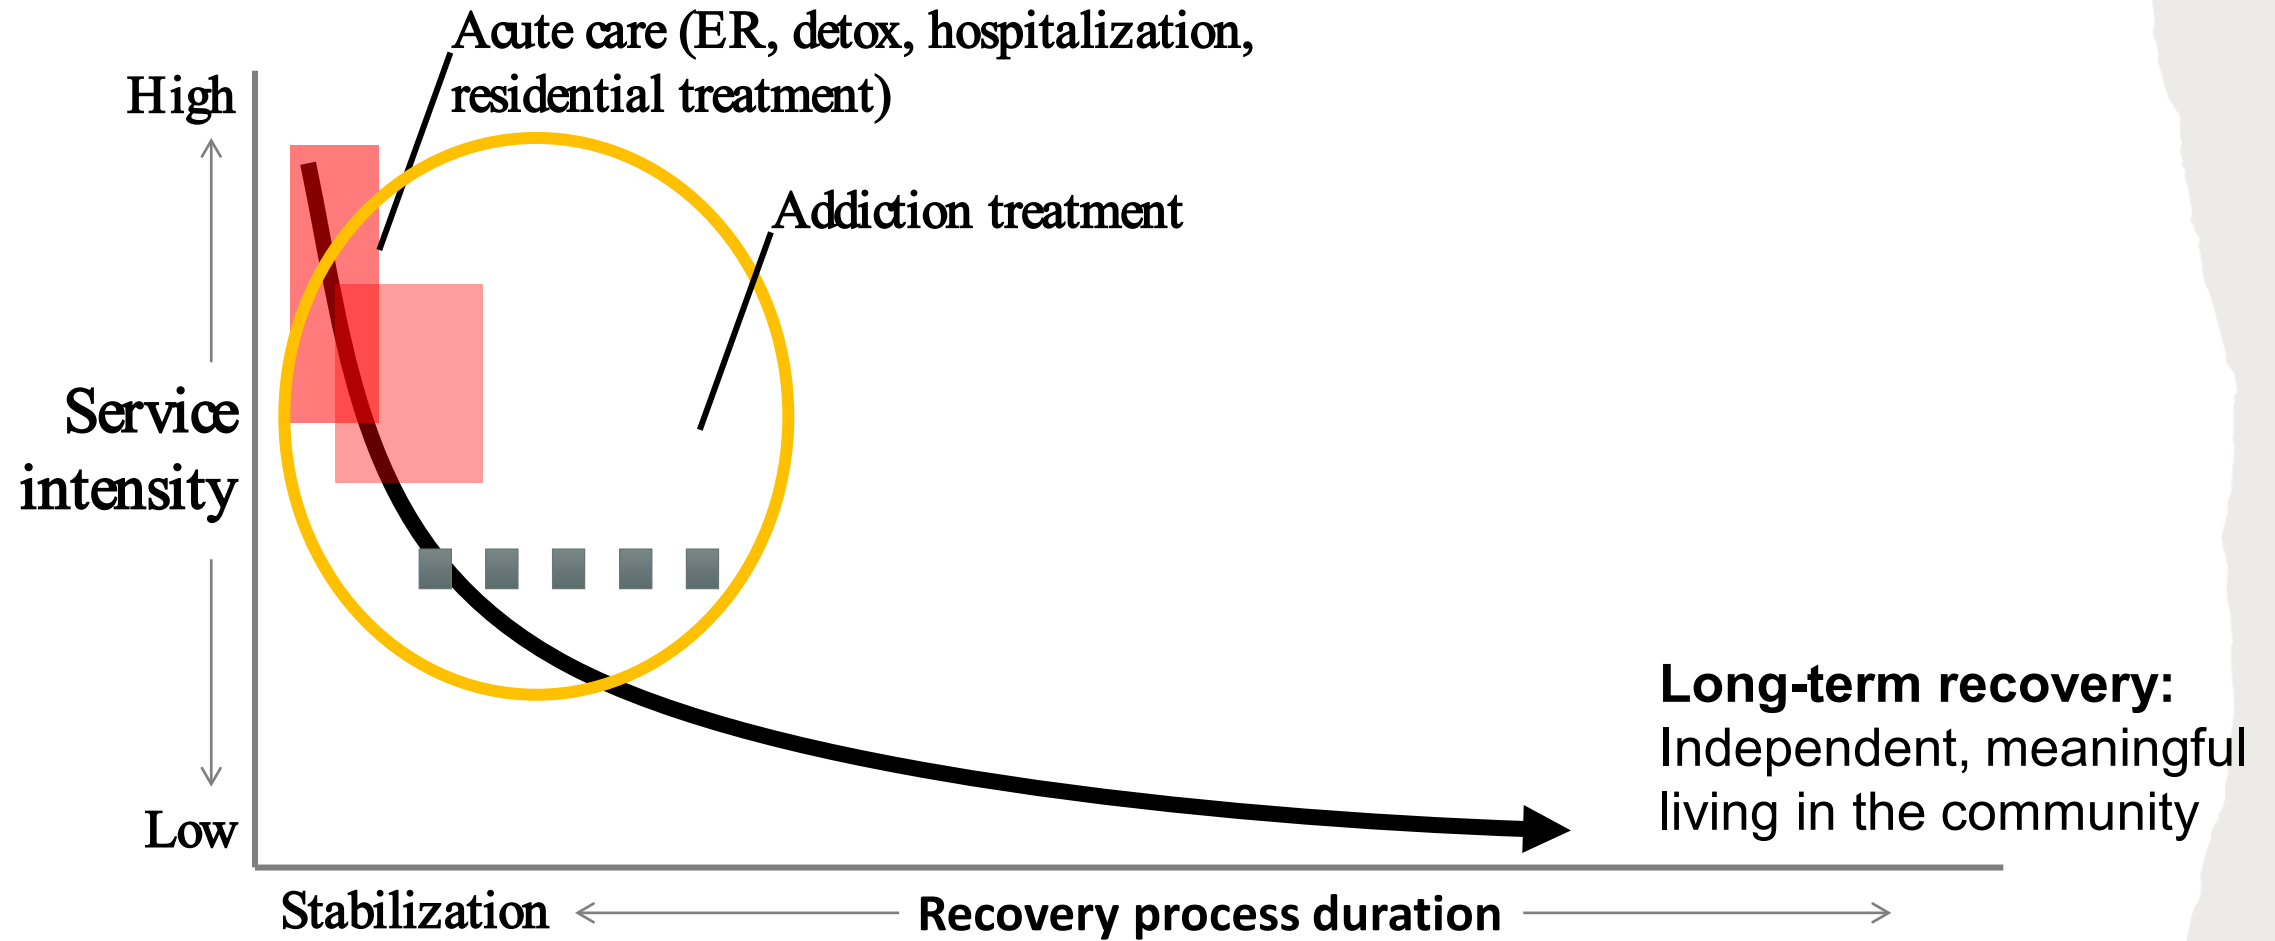 Acute care (ER, detox, hospitalization,
residential treatment)
High
Addiction treatment
Service
intensity
Long-term recovery:
Independent, meaningful
living in the community
Low
Stabilization
Recovery process duration